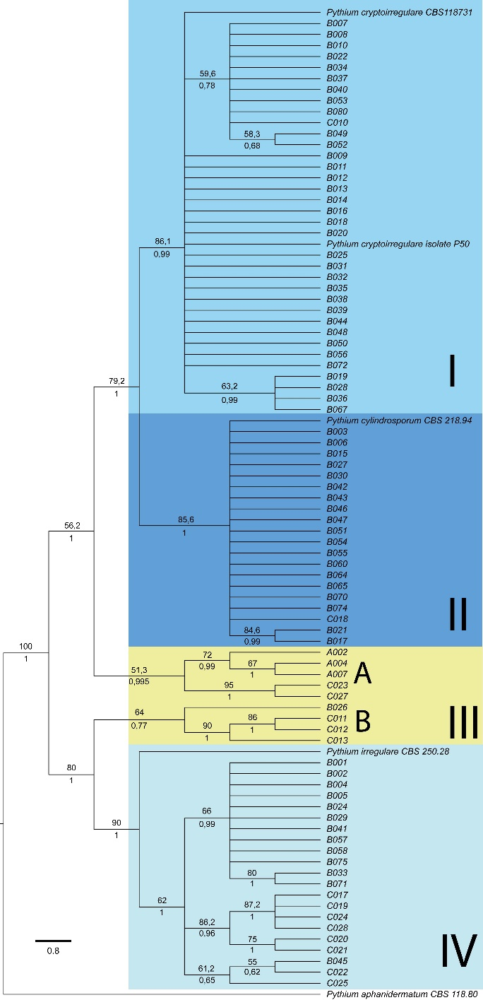 Pythium cryptoirregulare CBS118731
B007
B008
B010
B022
B034
59,6
B037
0,78
B040
B053
B080
C010
58,3
B049
0,68
B052
B009
B011
B012
B013
B014
B016
B018
B020
86,1
Pythium cryptoirregulare isolate P50
0,99
B025
B031
B032
B035
B038
B039
B044
B048
B050
B056
B072
I
B019
79,2
63,2
B028
1
0,99
B036
B067
Pythium cylindrosporum CBS 218.94
B003
B006
B015
B027
B030
B042
B043
B046
85,6
B047
56,2
1
B051
1
B054
B055
B060
B064
B065
B070
B074
II
C018
84,6
B021
0,99
B017
100
1
A002
72
0,99
67
A004
51,3
1
A007
A
0,995
95
C023
1
C027
64
B026
0.77
86
C011
B
III
90
1
C012
1
C013
80
1
Pythium irregulare CBS 250.28
B001
B002
B004
B005
B024
66
B029
90
0,99
B041
1
B057
B058
B075
80
B033
1
B071
C017
62
87,2
C019
1
1
C024
86,2
C028
0,96
75
C020
0.8
1
C021
IV
55
B045
61,2
0,62
C022
0,65
C025
Pythium aphanidermatum CBS 118.80